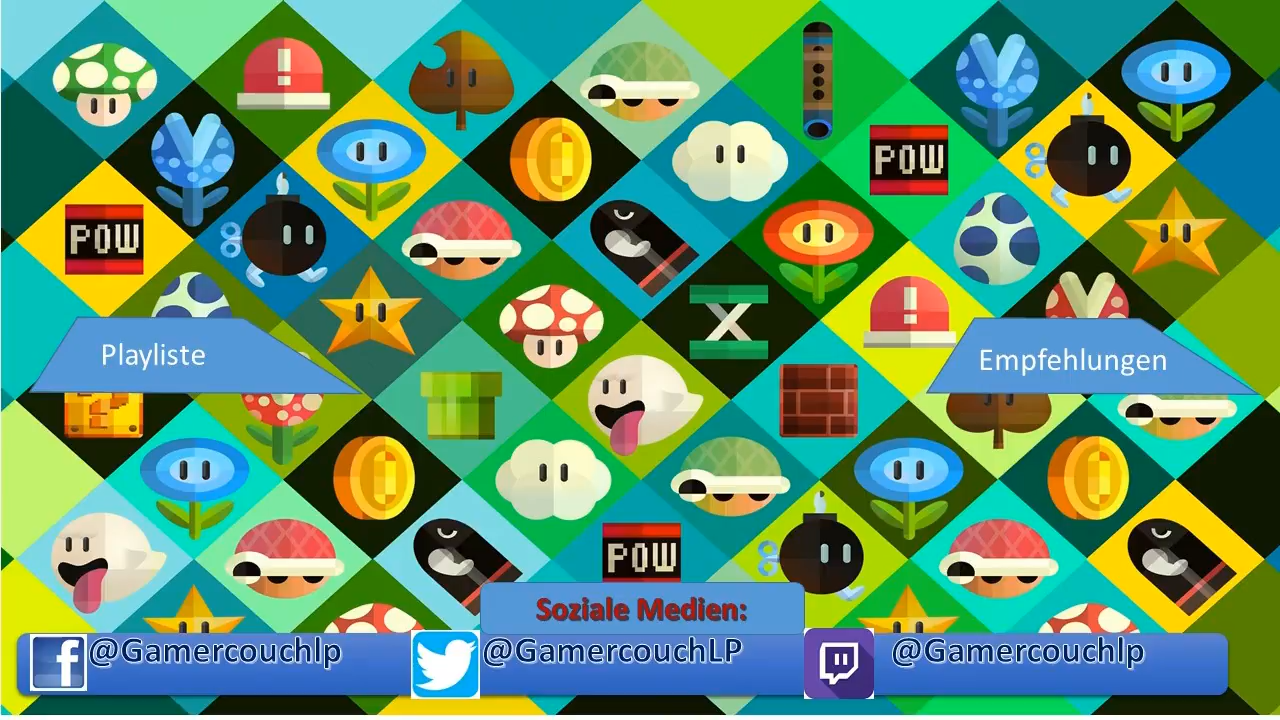 POW
POW
Playliste
Empfehlungen
POW
Soziale Medien:
@Gamercouchlp
@GamercouchLP
@Gamercouchlp